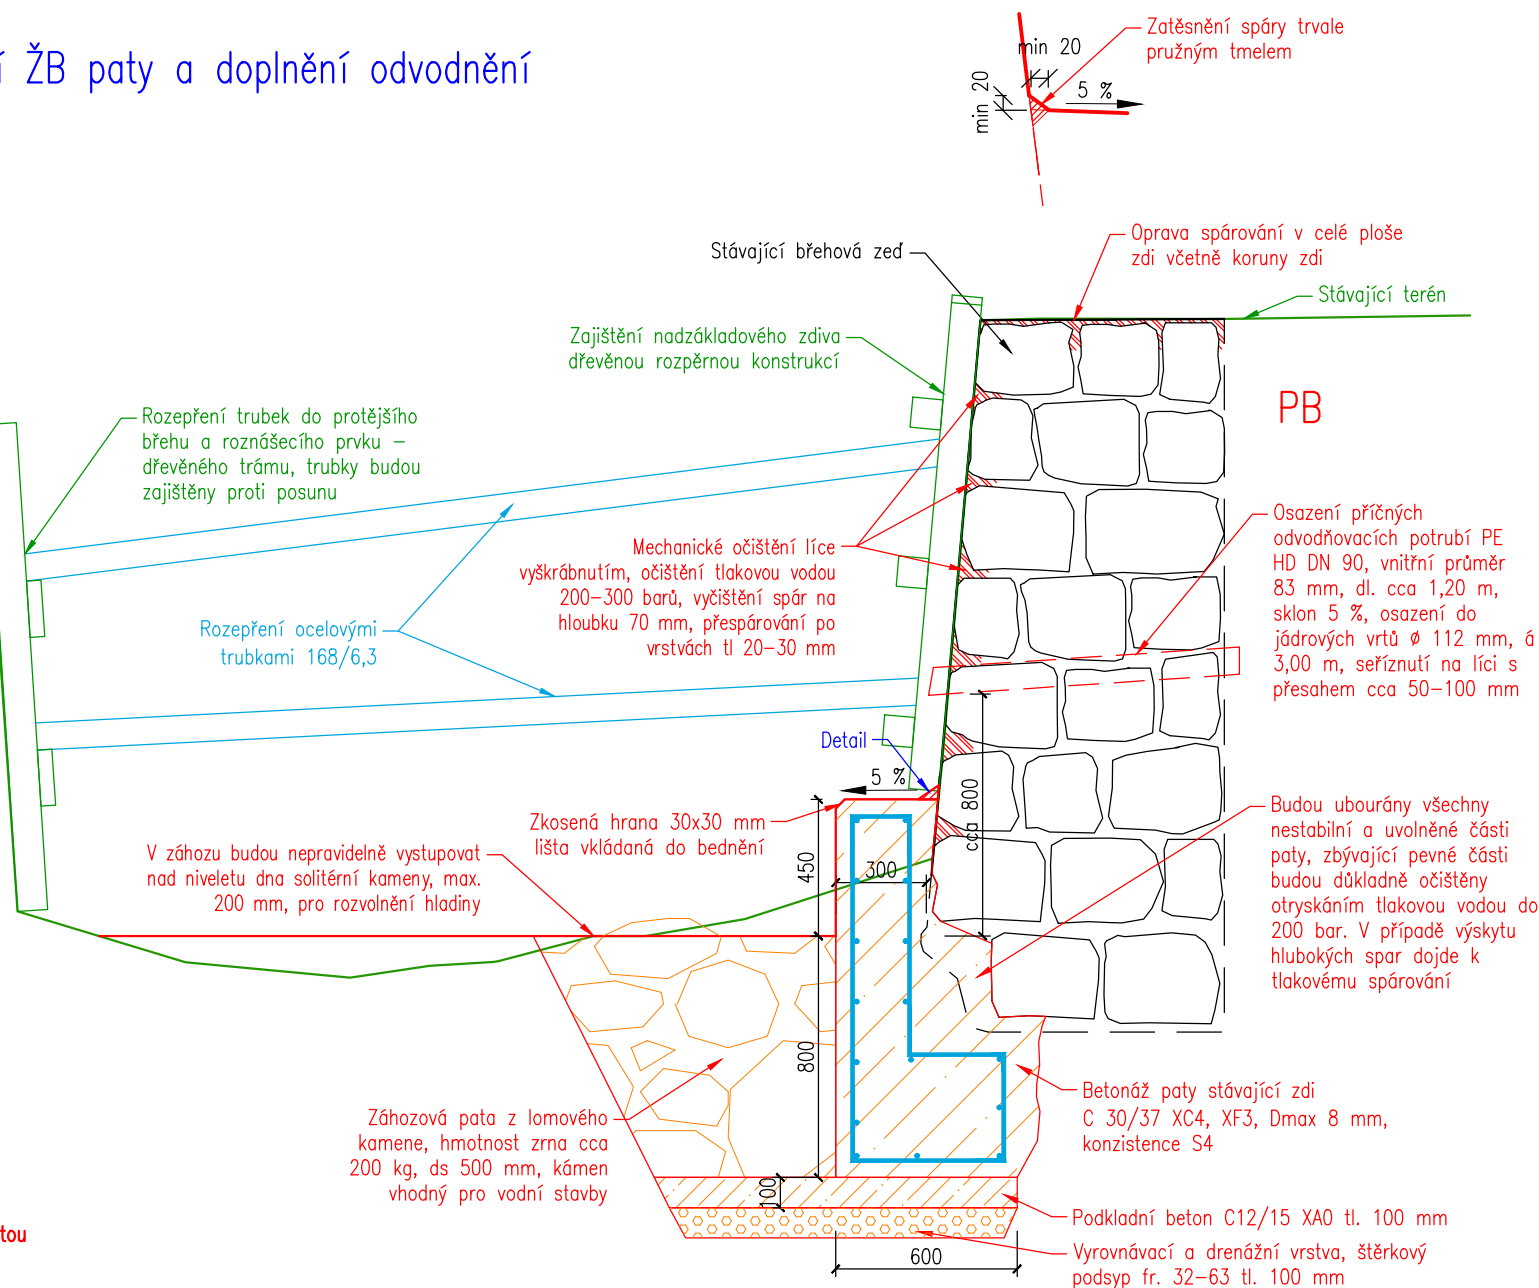 í ŽB paty a doplnění odvodnění
Zatěsnění spáry trvale
pružným tmelem
min 20
min 20
5 %
Stávající břehová zeď
Oprava spárování v celé ploše
zdi včetně koruny zdi
Stávající terén
Zajištění nadzákladového zdiva
dřevěnou rozpěrnou konstrukcí
PB
Rozepření trubek do protějšího
břehu a roznášecího prvku –
dřevěného trámu, trubky budou
zajištěny proti posunu
Osazení příčných
odvodňovacích potrubí PE
HD DN 90, vnitřní průměr
83 mm, dl. cca 1,20 m,
sklon 5 %, osazení do
jádrových vrtů ø 112 mm, á
3,00 m, seříznutí na líci s
přesahem cca 50–100 mm
Mechanické očištění líce
vyškrábnutím, očištění tlakovou vodou
200–300 barů, vyčištění spár na
hloubku 70 mm, přespárování po
vrstvách tl 20–30 mm
Rozepření ocelovými
trubkami 168/6,3
Detail
5 %
cca 800
Zkosená hrana 30x30 mm
lišta vkládaná do bednění
Budou ubourány všechny
nestabilní a uvolněné části
paty, zbývající pevné části
budou důkladně očištěny
otryskáním tlakovou vodou do
200 bar. V případě výskytu
hlubokých spar dojde k
tlakovému spárování
V záhozu budou nepravidelně vystupovat
nad niveletu dna solitérní kameny, max.
200 mm, pro rozvolnění hladiny
450
300
800
Betonáž paty stávající zdi
C 30/37 XC4, XF3, Dmax 8 mm,
konzistence S4
Záhozová pata z lomového
kamene, hmotnost zrna cca
200 kg, ds 500 mm, kámen
vhodný pro vodní stavby
100
Podkladní beton C12/15 XA0 tl. 100 mm
tou
600
Vyrovnávací a drenážní vrstva, štěrkový
podsyp fr. 32–63 tl. 100 mm